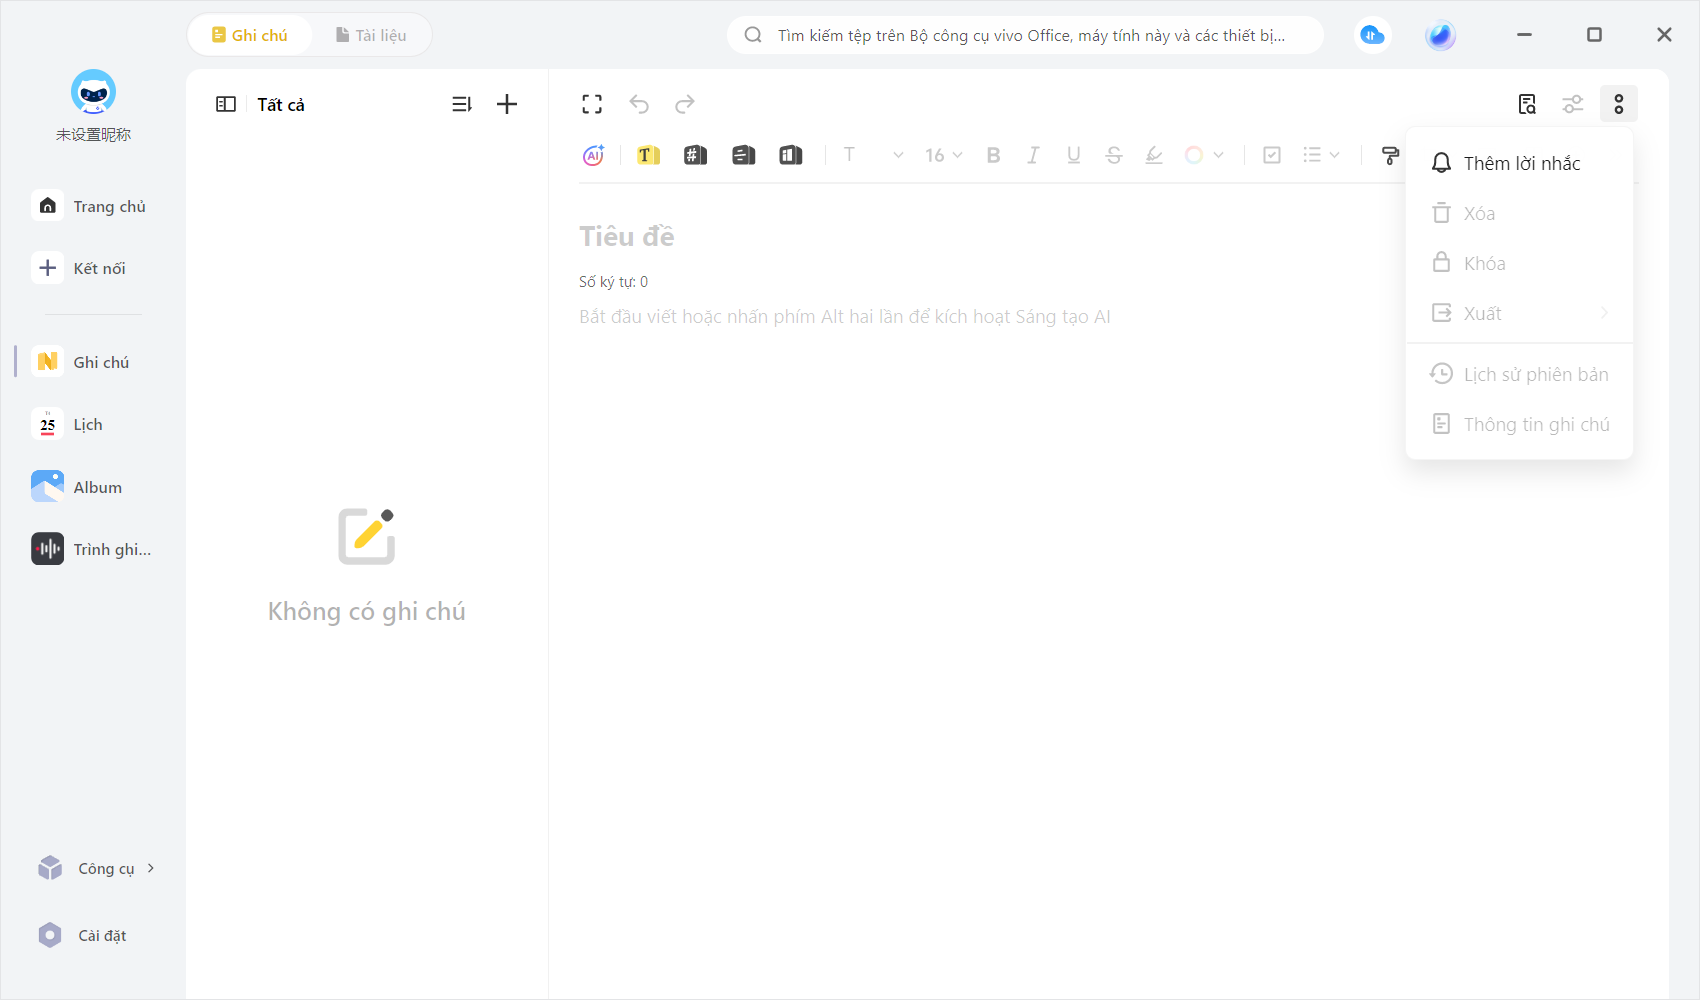 Ghi chú
Tài liệu
Tìm kiếm tệp trên Bộ công cụ vivo Office, máy tính này và các thiết bị...
未设置昵称
Trang chủ
Kết nối
Ghi chú
25
Lịch
Album
Trình ghi...
Công cụ
Cài đặt
Tất cả
Không có ghi chú
AI
T
#
T
16
B
I
U
S
Tiêu đề
Số ký tự: 0
Bắt đầu viết hoặc nhấn phím Alt hai lần để kích hoạt Sáng tạo AI
Thêm lời nhắc
Xóa
Khóa
Xuất
Lịch sử phiên bản
Thông tin ghi chú